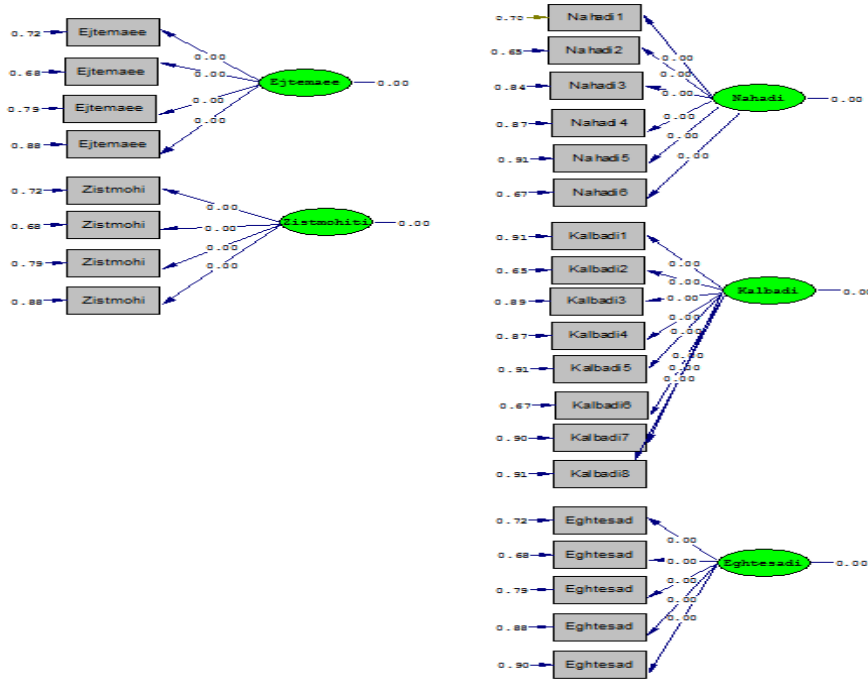 0.72 Ejtemaee 0.00
0.68 Ejtemaee 0.00
0.79 Ejtemaee 0.00
0.88 Ejtemaee 0.00
Ejtemaee 0.00
0.72 Zistmohi 0.00
0.68 Zistmohi 0.00
0.79 Zistmohi 0.00
0.88 Zistmohi 0.00
Zistmohiti 0.00
0.70 Nahadi1 0.00
0.65 Nahadi2 0.00
0.84 Nahadi3 0.00
0.87 Nahadi4 0.00
0.91 Nahadi5 0.00
0.67 Nahadi6 0.00
Nahadi 0.00
0.91 Kalbadi1 0.00
0.65 Kalbadi2 0.00
0.89 Kalbadi3 0.00
0.87 Kalbadi4 0.00
0.91 Kalbadi5 0.00
0.67 Kalbadi6 0.00
0.90 Kalbadi7 0.00
0.91 Kalbadi8 0.00
Kalbadi 0.00
0.72 Eghtesad 0.00
0.68 Eghtesad 0.00
0.79 Eghtesad 0.00
0.88 Eghtesad 0.00
0.90 Eghtesad
Eghtesadi 0.00